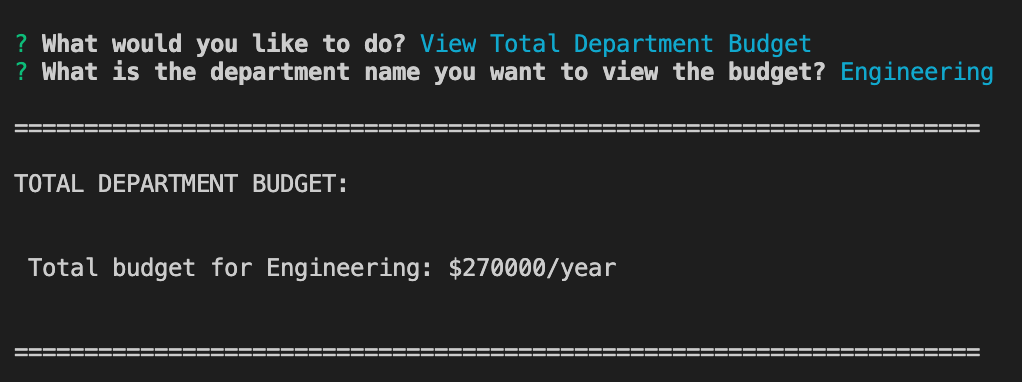 ? What would you like to do? View Total Department Budget
? What is the department name you want to view the budget? Engineering
=====================================================================
TOTAL DEPARTMENT BUDGET:
Total budget for Engineering: $270000/year
=====================================================================